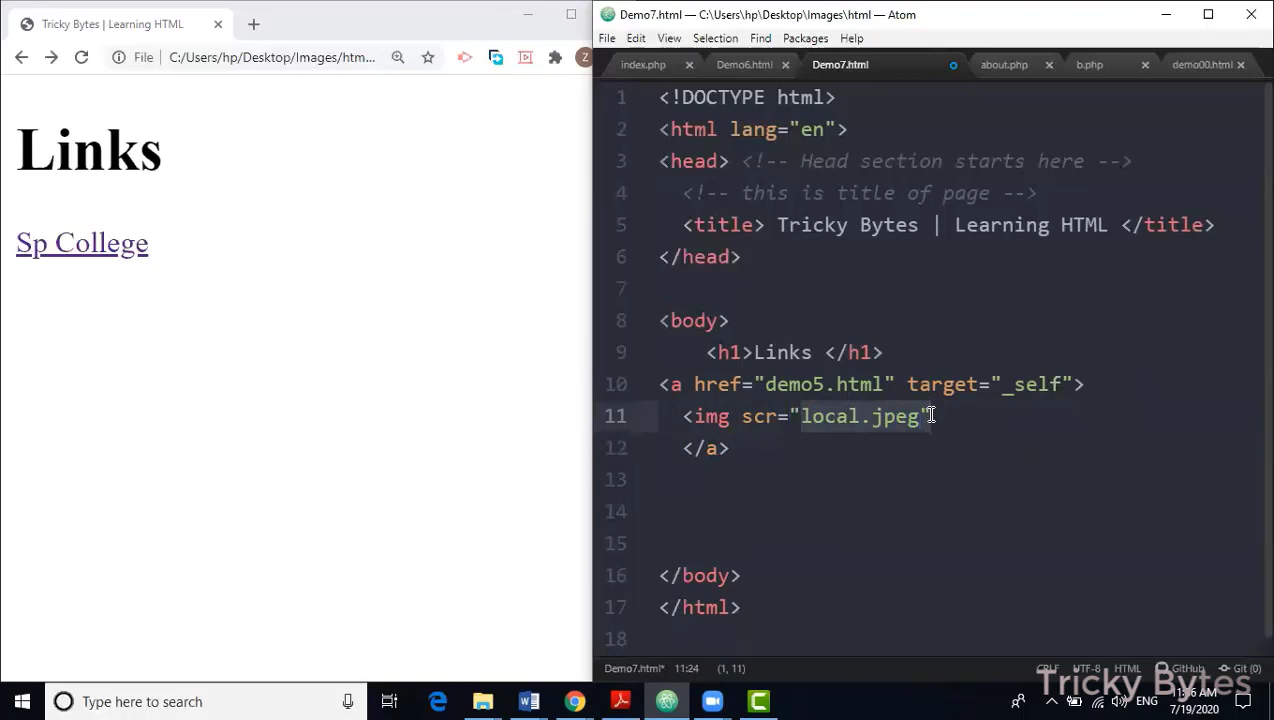 Tricky Bytes | Learning HTML
File
C:/Users/hp/Desktop/Images/htm...
Z
Links
Sp College
Demo7.html — C:\Users\hp\Desktop\Images\html — Atom
File Edit View Selection Find Packages Help
index.php Demo6.html Demo7.html about.php b.php demo00.html
1 <!DOCTYPE html>
2 <html lang="en">
3 <head> <!-- Head section starts here -->
4 <!-- this is title of page -->
5 <title> Tricky Bytes | Learning HTML </title>
6 </head>
7
8 <body>
9 <h1>Links </h1>
10 <a href="demo5.html" target="_self">
11 <img scr="local.jpeg"
12 </a>
13
14
15
16 </body>
17 </html>
18
Demo7.html* 11:24 (1, 11) CRLF UTF-8 HTML GitHub Git (0)
Tricky Bytes
Type here to search
ENG
7/19/2020